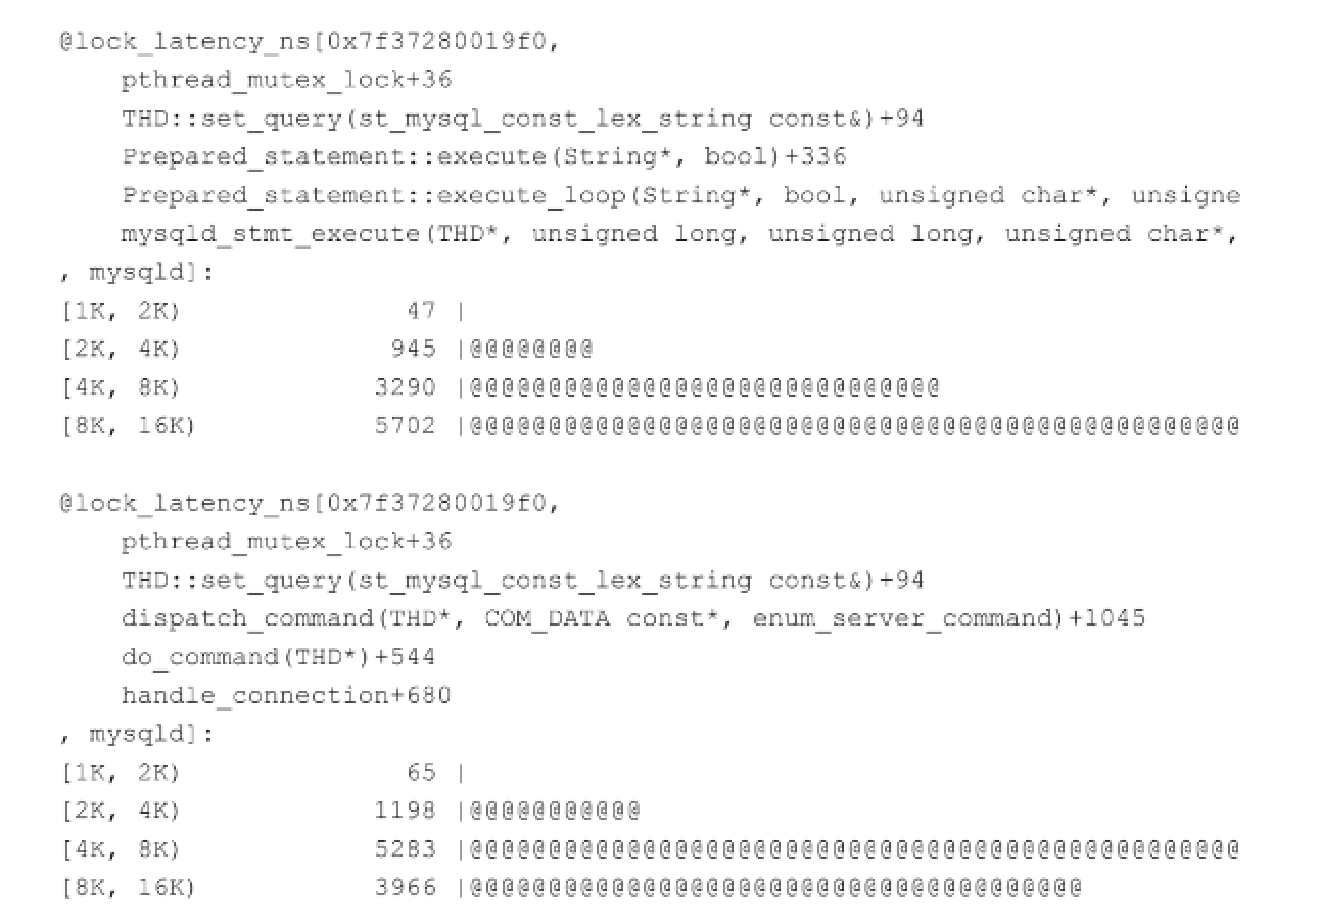 @lock_latency_ns[0x7f37280019f0,
pthread_mutex_lock+36
THD::set_query(st_mysql_const_lex_string const&)+94
Prepared_statement::execute(String*, bool)+336
Prepared_statement::execute_loop(String*, bool, unsigned char*, unsigne
mysqld_stmt_execute(THD*, unsigned long, unsigned long, unsigned char*,
, mysqld]:
[1K, 2K) 47 |
[2K, 4K) 945 |@@@@@@@@
[4K, 8K) 3290 |@@@@@@@@@@@@@@@@@@@@@@@@@@@@@@
[8K, 16K) 5702 |@@@@@@@@@@@@@@@@@@@@@@@@@@@@@@@@@@@@@@@@@@@@@@@@@
@lock_latency_ns[0x7f37280019f0,
pthread_mutex_lock+36
THD::set_query(st_mysql_const_lex_string const&)+94
dispatch_command(THD*, COM_DATA const*, enum_server_command)+1045
do_command(THD*)+544
handle_connection+680
, mysqld]:
[1K, 2K) 65 |
[2K, 4K) 1198 |@@@@@@@@@@@
[4K, 8K) 5283 |@@@@@@@@@@@@@@@@@@@@@@@@@@@@@@@@@@@@@@@@@@@@@@@@@
[8K, 16K) 3966 |@@@@@@@@@@@@@@@@@@@@@@@@@@@@@@@@@@@@@@@